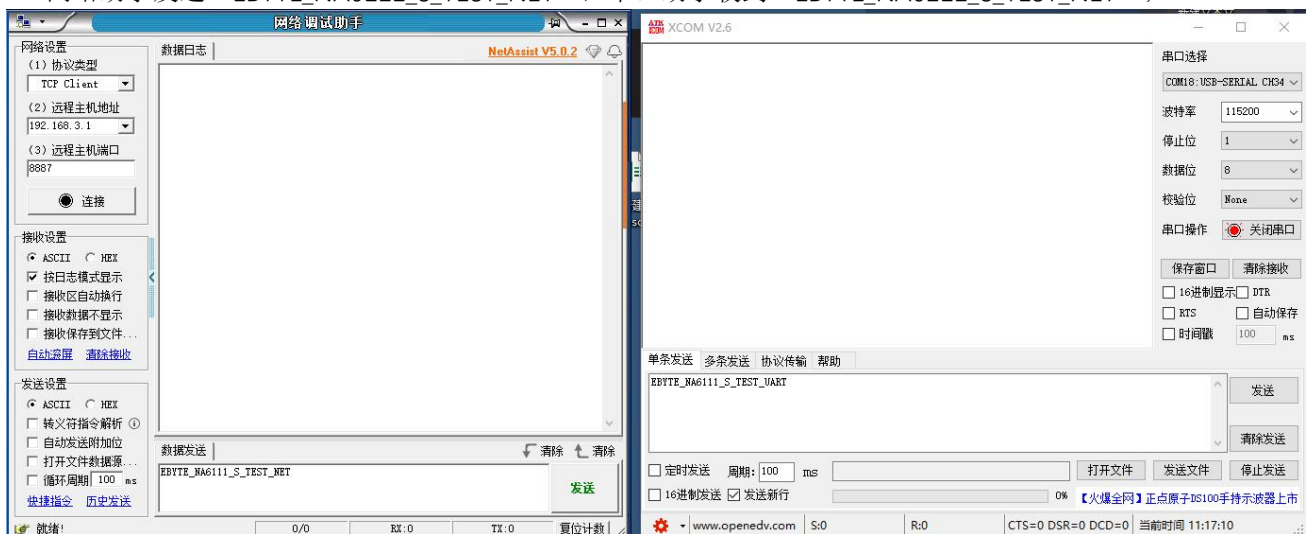 网络调试助手
网络设置
(1) 协议类型
TCP Client
(2) 远程主机地址
192.168.3.1
(3) 远程主机端口
8887
连接
接收设置
ASCII HEX
按日志模式显示
接收区自动换行
接收数据不显示
接收保存到文件...
自动滚屏 清除接收
发送设置
ASCII HEX
转义符指令解析
自动发送附加位
打开文件数据源...
循环周期 100 ms
快捷指令 历史发送
数据日志
NetAssist V5.0.2
数据发送
清除 清除
EBYTE_NA6111_S_TEST_NET
发送
就绪!
0/0
RX:0
TX:0
复位计数
ATK XCOM
XCOM V2.6
串口选择
COM18:USB-SERIAL CH34
波特率 115200
停止位 1
数据位 8
校验位 None
串口操作 关闭串口
保存窗口 清除接收
16进制显示 DTR
RTS 自动保存
时间戳 100 ms
单条发送 多条发送 协议传输 帮助
EBYTE_NA6111_S_TEST_UART
发送
清除发送
定时发送 周期: 100 ms 打开文件 发送文件 停止发送
16进制发送 发送新行 0% 【火爆全网】正点原子DS100手持示波器上市
www.openedv.com S:0 R:0 CTS=0 DSR=0 DCD=0 当前时间 11:17:10